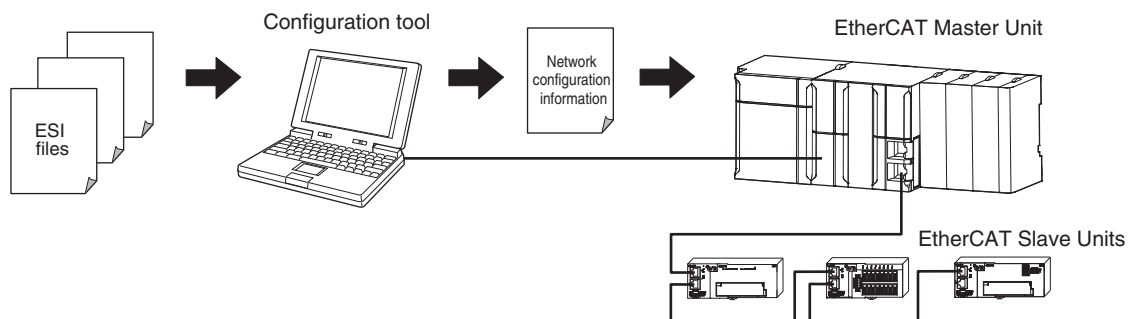 Configuration tool
EtherCAT Master Unit
ESI
files
Network
configuration
information
EtherCAT Slave Units